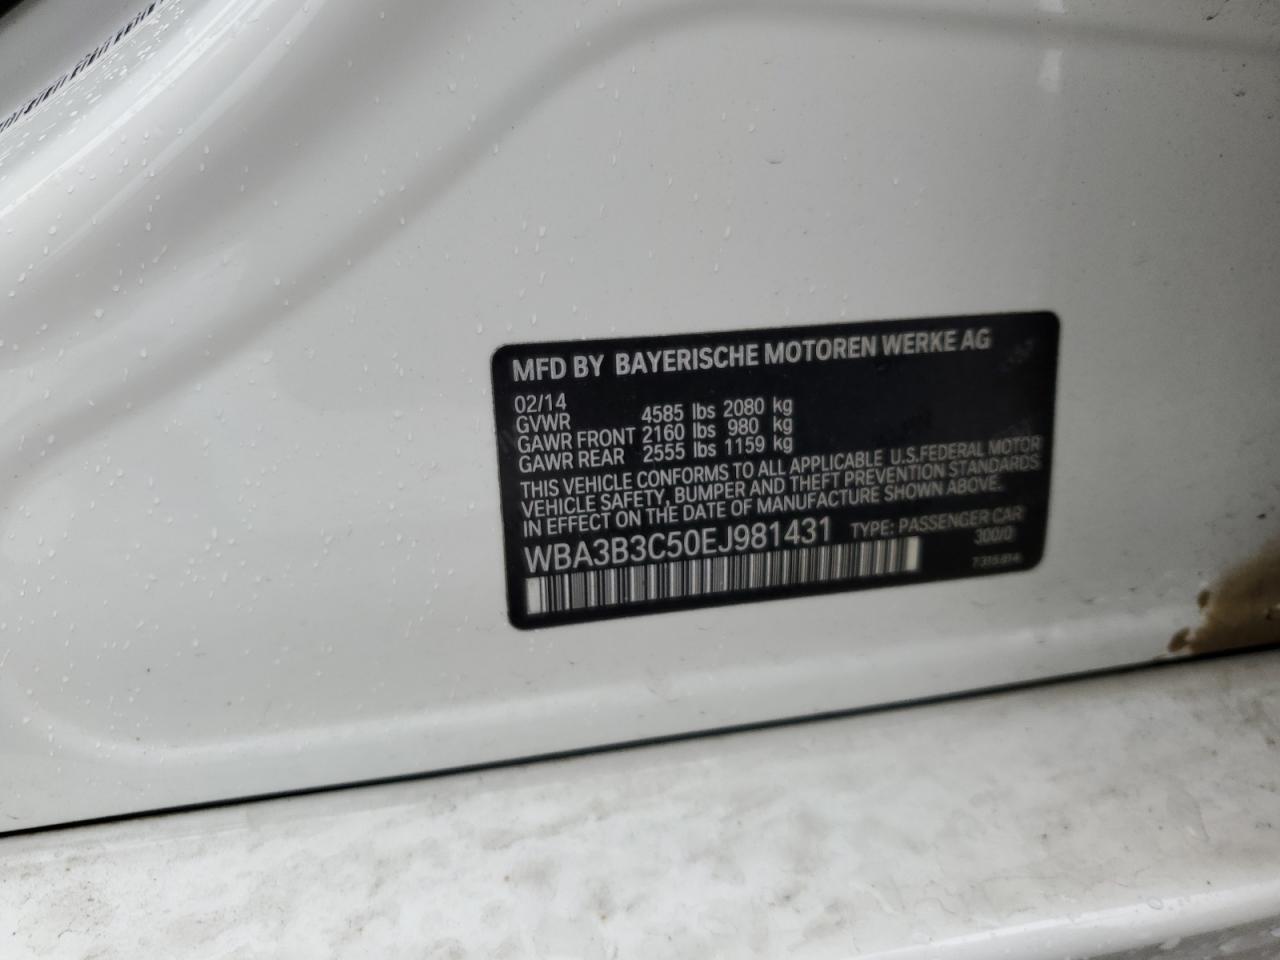 MFD BY BAYERISCHE MOTOREN WERKE AG
02/14
GVWR 4585 lbs 2080 kg
GAWR FRONT 2160 lbs 980 kg
GAWR REAR 2555 lbs 1159 kg
THIS VEHICLE CONFORMS TO ALL APPLICABLE U.S.FEDERAL MOTOR
VEHICLE SAFETY, BUMPER AND THEFT PREVENTION STANDARDS
IN EFFECT ON THE DATE OF MANUFACTURE SHOWN ABOVE.
WBA3B3C50EJ981431 TYPE: PASSENGER CAR
300/0